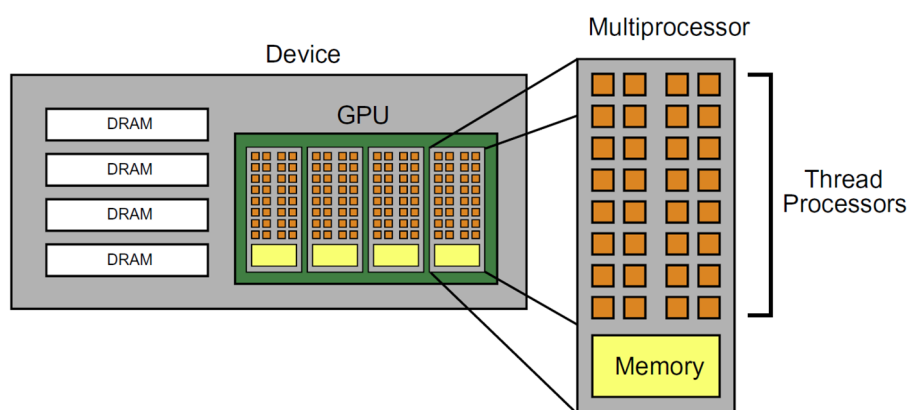 Multiprocessor
Device
GPU
DRAM
DRAM
DRAM
DRAM
Thread
Processors
Memory